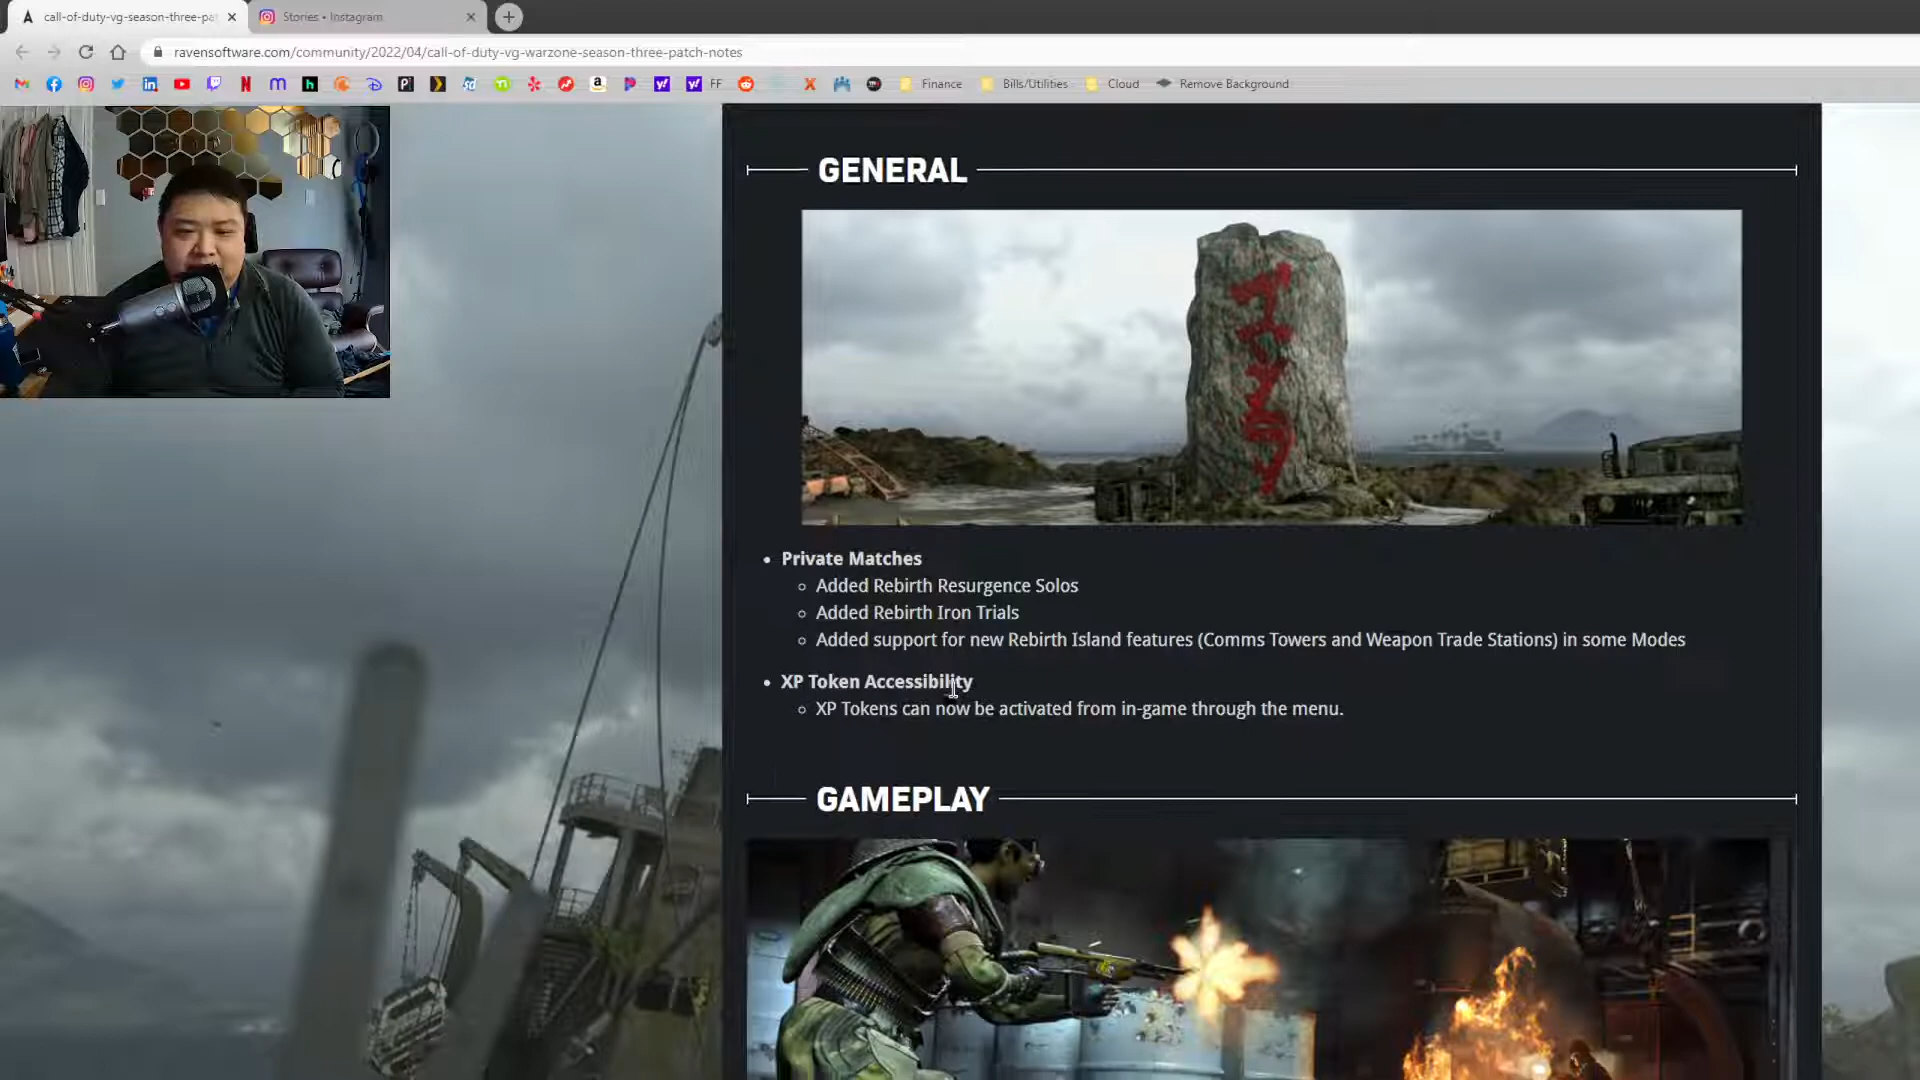 call-of-duty-vg-season-three-pat
Stories • Instagram
ravensoftware.com/community/2022/04/call-of-duty-vg-warzone-season-three-patch-notes
FF
Finance
Bills/Utilities
Cloud
Remove Background
GENERAL
• Private Matches
○ Added Rebirth Resurgence Solos
○ Added Rebirth Iron Trials
○ Added support for new Rebirth Island features (Comms Towers and Weapon Trade Stations) in some Modes
• XP Token Accessibility
○ XP Tokens can now be activated from in-game through the menu.
GAMEPLAY